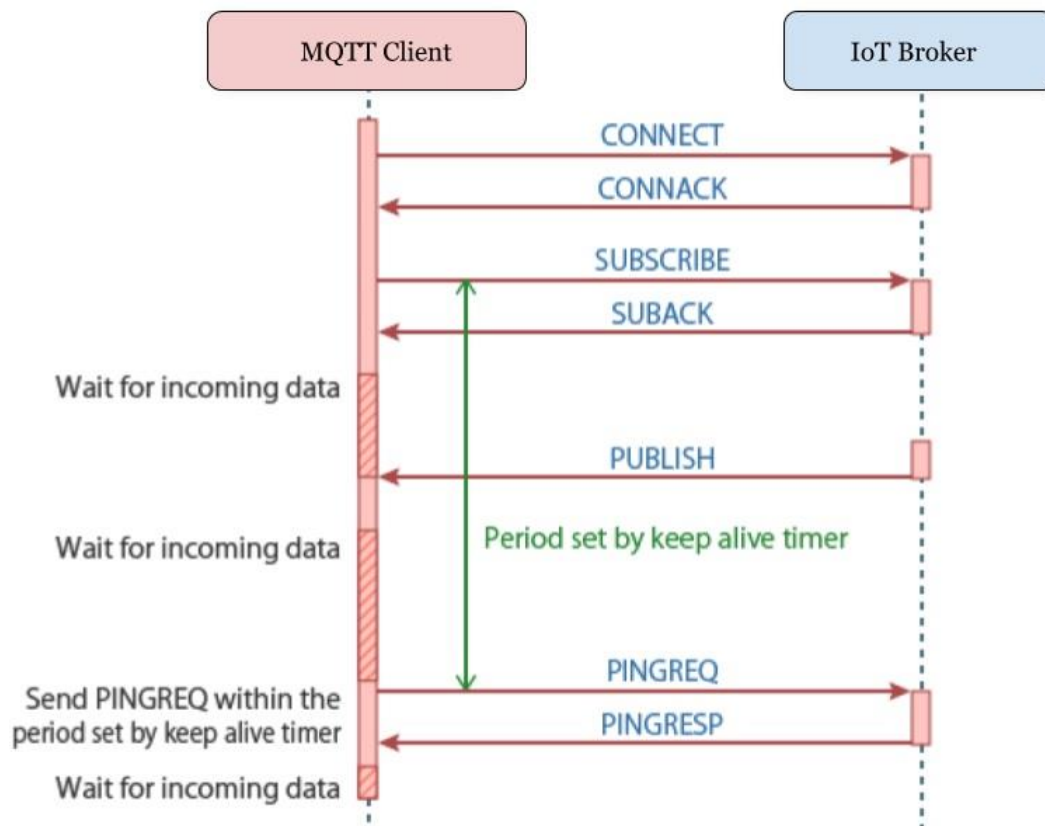 MQTT Client
IoT Broker
CONNECT
CONNACK
SUBSCRIBE
SUBACK
Wait for incoming data
PUBLISH
Wait for incoming data
Period set by keep alive timer
PINGREQ
Send PINGREQ within the
period set by keep alive timer
PINGRESP
Wait for incoming data